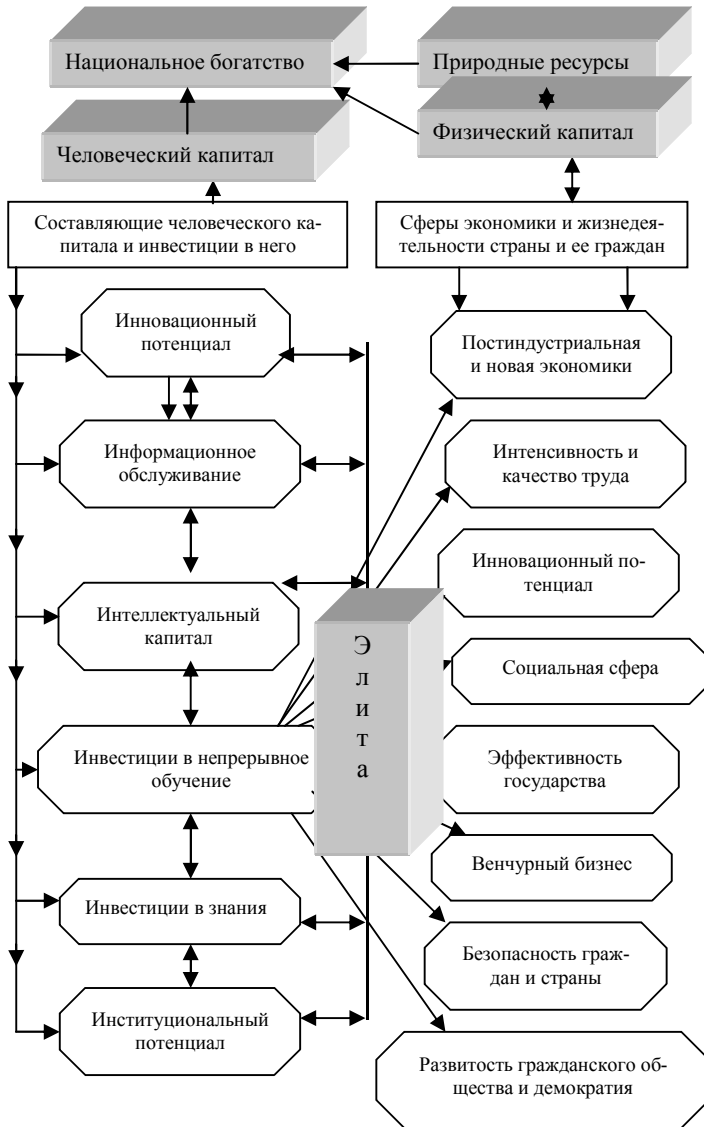 Национальное богатство
Природные ресурсы
Человеческий капитал
Физический капитал
Составляющие человеческого ка-
питала и инвестиции в него
Сферы экономики и жизнедея-
тельности страны и ее граждан
Инновационный
потенциал
Информационное
обслуживание
Интеллектуальный
капитал
Инвестиции в непрерывное
обучение
Инвестиции в знания
Институциональный
потенциал
Э
л
и
т
а
Постиндустриальная
и новая экономики
Интенсивность и
качество труда
Инновационный по-
тенциал
Социальная сфера
Эффективность
государства
Венчурный бизнес
Безопасность граж-
дан и страны
Развитость гражданского об-
щества и демократия